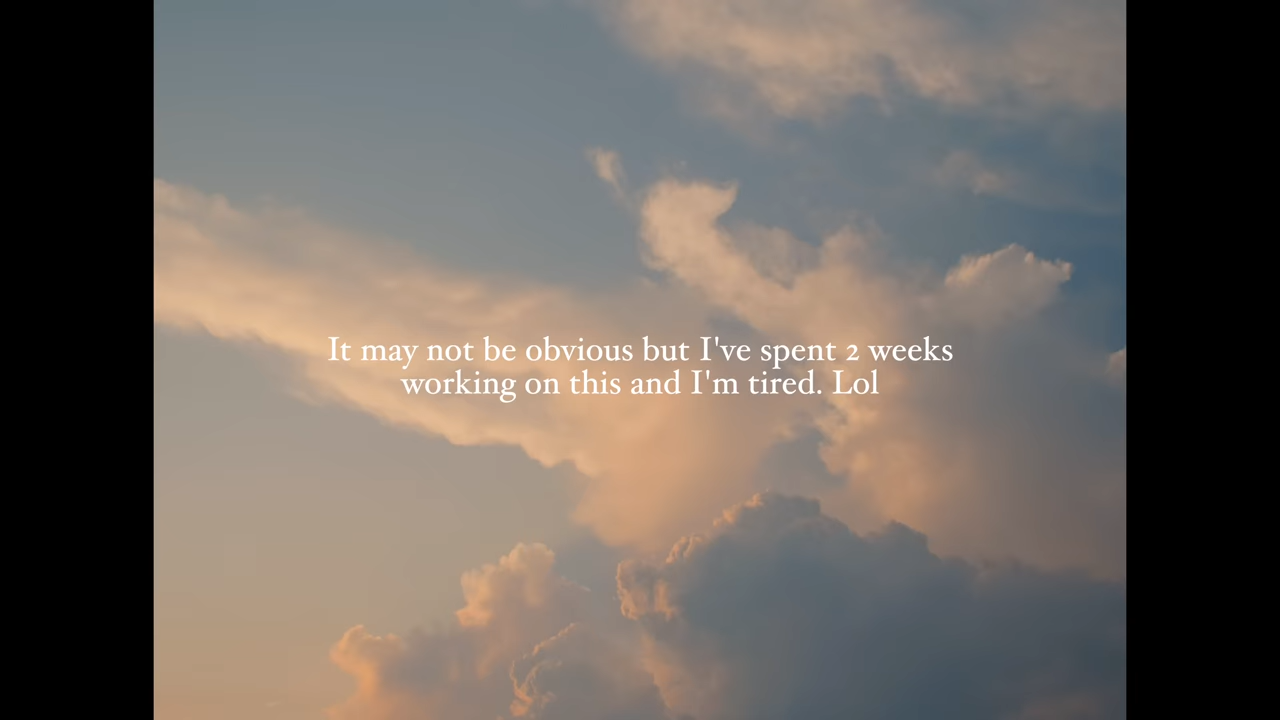 It may not be obvious but I've spent 2 weeks
working on this and I'm tired. Lol